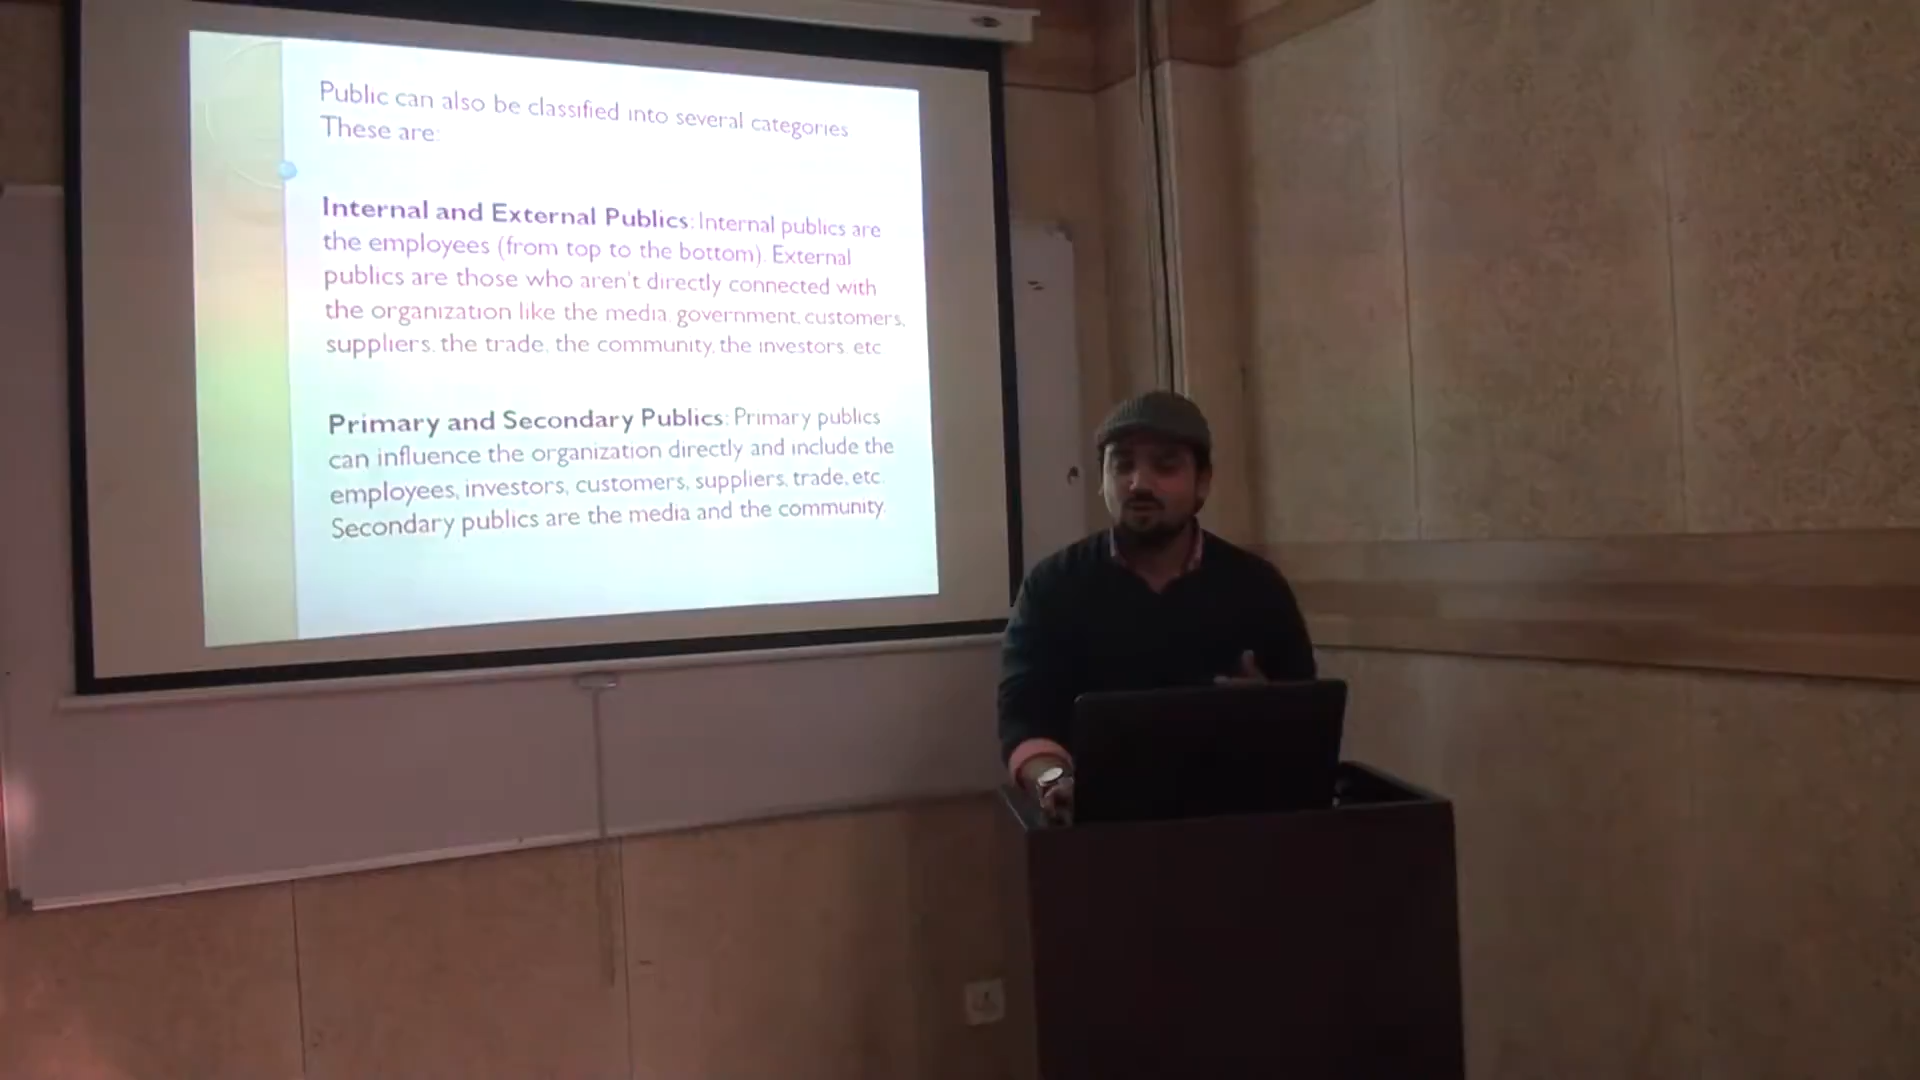 Public can also be classified into several categories
These are:
Internal and External Publics: Internal publics are
the employees (from top to the bottom). External
publics are those who aren't directly connected with
the organization like the media, government, customers,
suppliers, the trade, the community, the investors, etc
Primary and Secondary Publics: Primary publics
can influence the organization directly and include the
employees, investors, customers, suppliers, trade, etc.
Secondary publics are the media and the community.